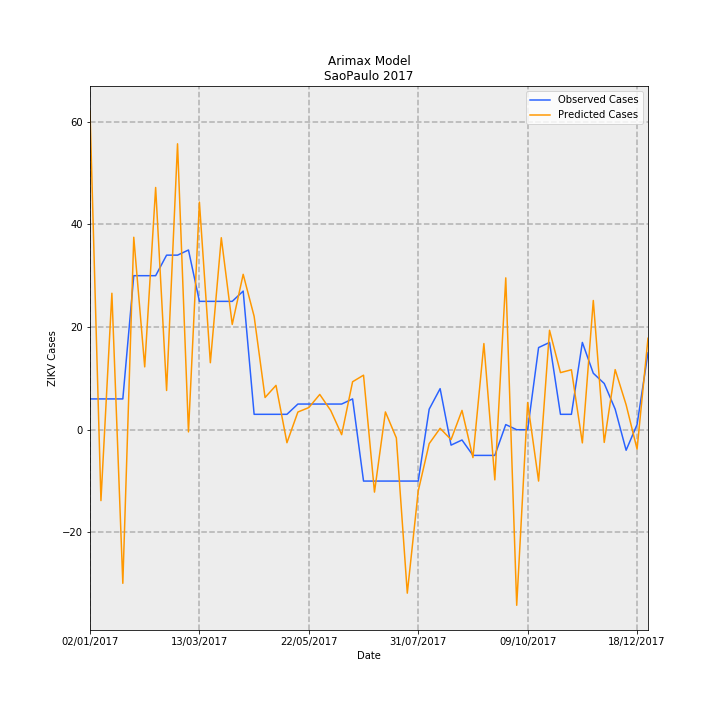 Arimax Model
SaoPaulo 2017
Observed Cases
Predicted Cases
ZIKV Cases
60
40
20
0
−20
02/01/2017
13/03/2017
22/05/2017
31/07/2017
09/10/2017
18/12/2017
Date